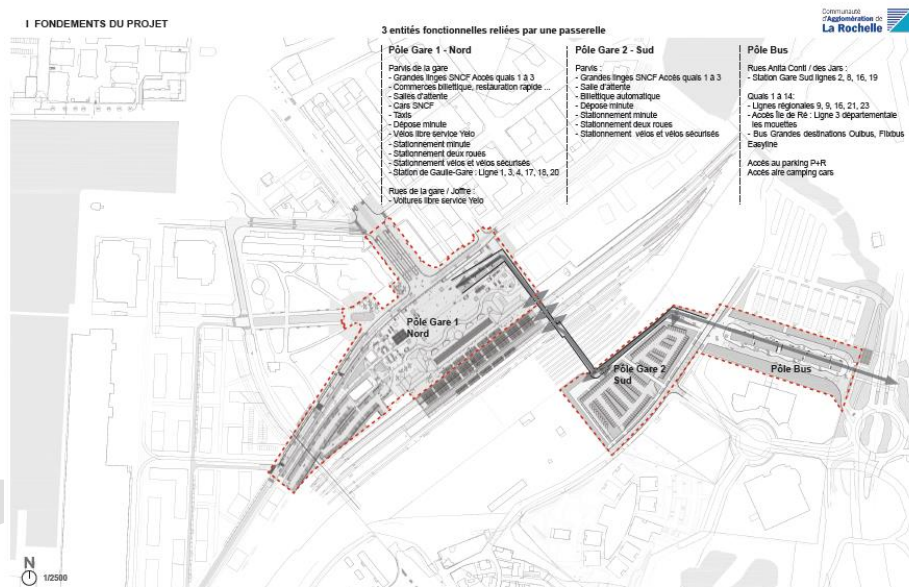 I FONDEMENTS DU PROJET
Communauté
d'Agglomération de
La Rochelle
3 entités fonctionnelles reliées par une passerelle
Pôle Gare 1 - Nord
Parvis de la gare
- Grandes linges SNCF Accès quais 1 à 3
- Commerces billettique, restauration rapide ...
- Salles d'attente
- Cars SNCF
- Taxis
- Dépose minute
- Vélos libre service Yelo
- Stationnement minute
- Stationnement deux roues
- Stationnement vélos et vélos sécurisés
- Station de Gaulle-Gare : Ligne 1, 3, 4, 17, 18, 20
Rues de la gare / Joffre :
- Voitures libre service Yelo
Pôle Gare 2 - Sud
Parvis :
- Grandes linges SNCF Accès quais 1 à 3
- Salle d'attente
- Billettique automatique
- Dépose minute
- Stationnement minute
- Stationnement deux roues
- Stationnement vélos et vélos sécurisés
Pôle Bus
Rues Anita Conti / des Jars :
- Station Gare Sud lignes 2, 8, 16, 19
Quais 1 à 14:
- Lignes régionales 9, 9, 16, 21, 23
- Accès Île de Ré : Ligne 3 départementale
les mouettes
- Bus Grandes destinations Ouibus, Flixbus
Easyline
Accès au parking P+R
Accès aire camping cars
Pôle Gare 1
Nord
Pôle Gare 2
Sud
Pôle Bus
N
1/2500